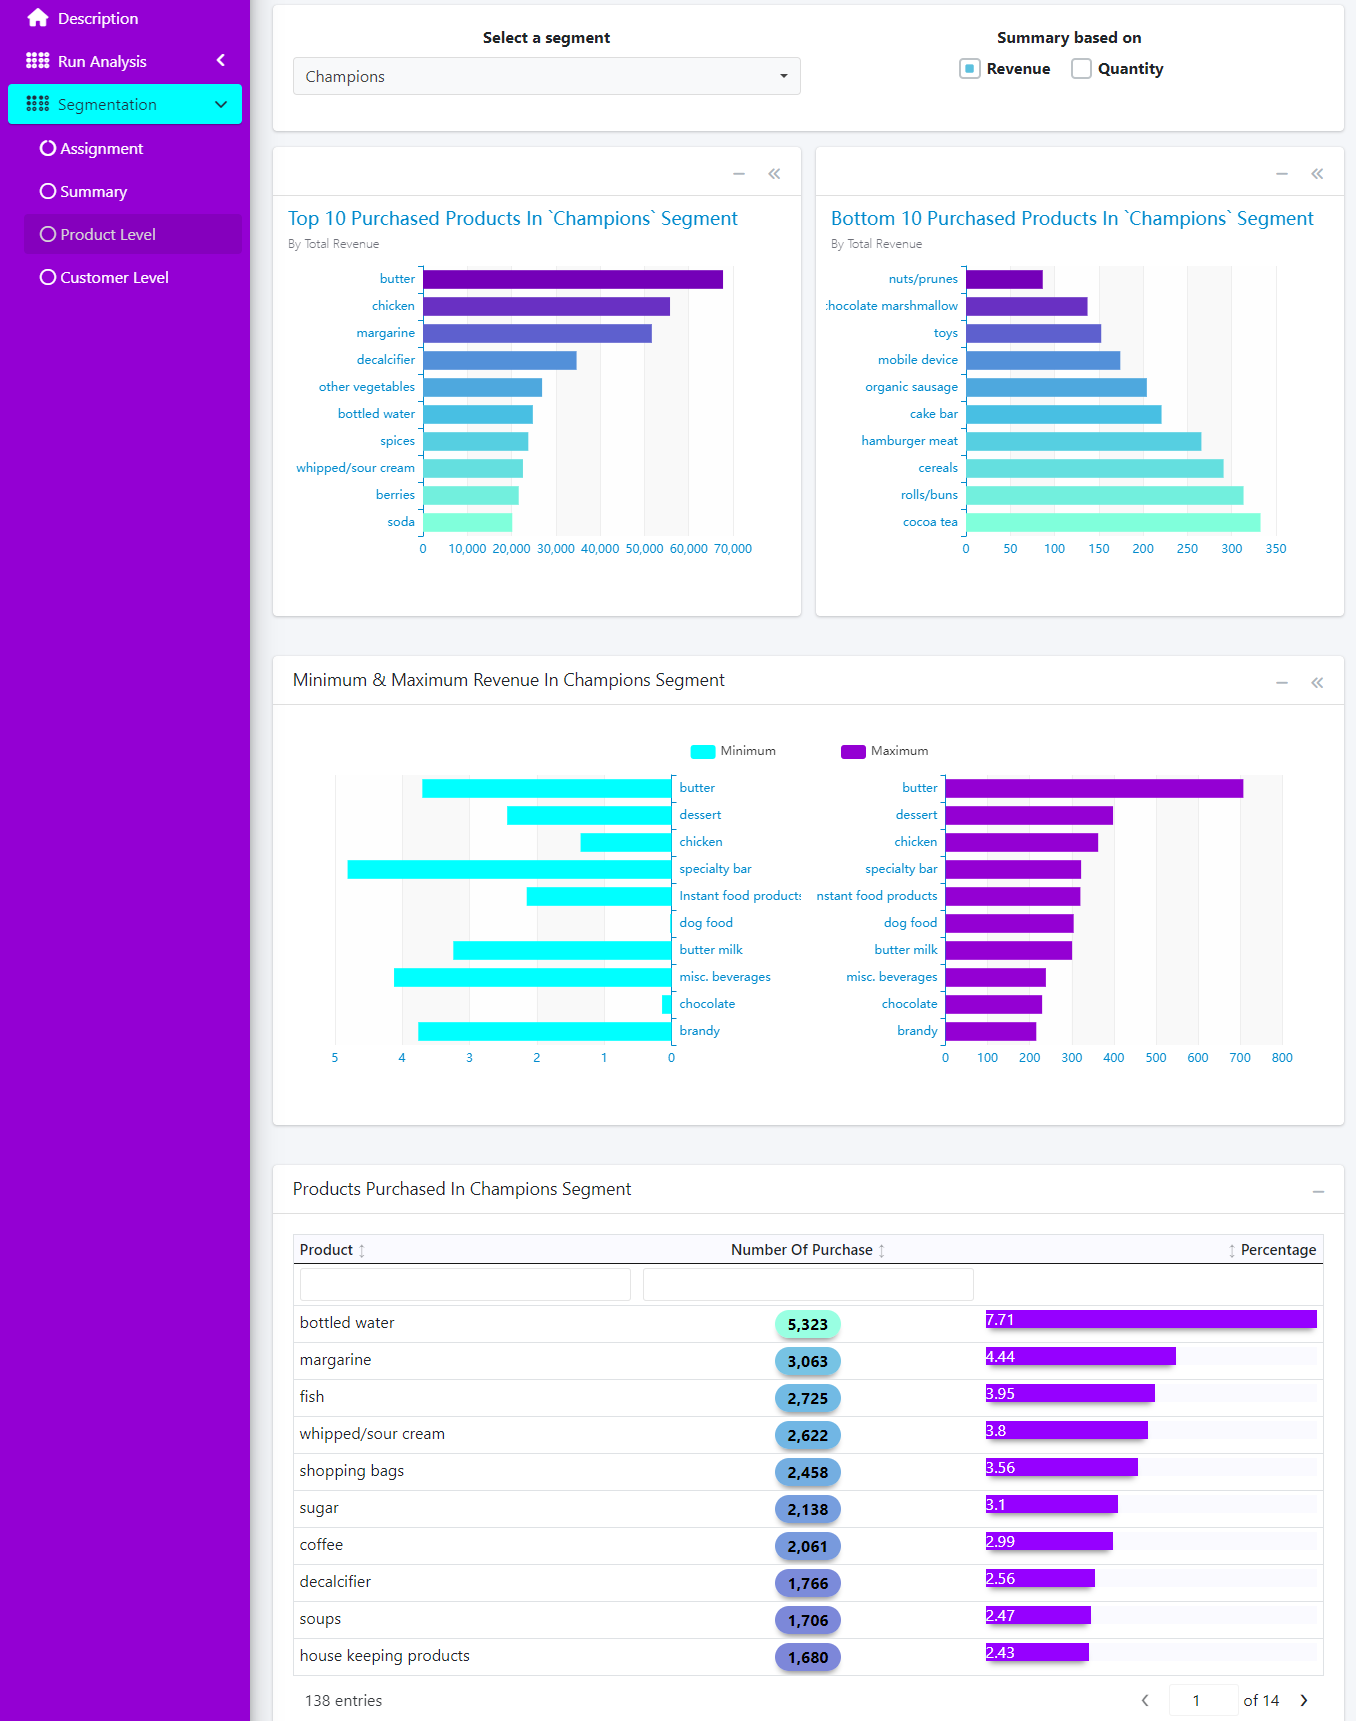 Description
Run Analysis
Segmentation
Assignment
Summary
Product Level
Customer Level
Select a segment
Champions
Summary based on
Revenue Quantity
Top 10 Purchased Products In `Champions` Segment
By Total Revenue
butter
chicken
margarine
decalcifier
other vegetables
bottled water
spices
whipped/sour cream
berries
soda
0 10,000 20,000 30,000 40,000 50,000 60,000 70,000
Bottom 10 Purchased Products In `Champions` Segment
By Total Revenue
nuts/prunes
hocolate marshmallow
toys
mobile device
organic sausage
cake bar
hamburger meat
cereals
rolls/buns
cocoa tea
0 50 100 150 200 250 300 350
Minimum & Maximum Revenue In Champions Segment
Minimum Maximum
butter butter
dessert dessert
chicken chicken
specialty bar specialty bar
Instant food products nstant food products
dog food dog food
butter milk butter milk
misc. beverages misc. beverages
chocolate chocolate
brandy brandy
5 4 3 2 1 0 0 100 200 300 400 500 600 700 800
Products Purchased In Champions Segment
Product Number Of Purchase Percentage
bottled water 5,323 7.71
margarine 3,063 4.44
fish 2,725 3.95
whipped/sour cream 2,622 3.8
shopping bags 2,458 3.56
sugar 2,138 3.1
coffee 2,061 2.99
decalcifier 1,766 2.56
soups 1,706 2.47
house keeping products 1,680 2.43
138 entries 1 of 14